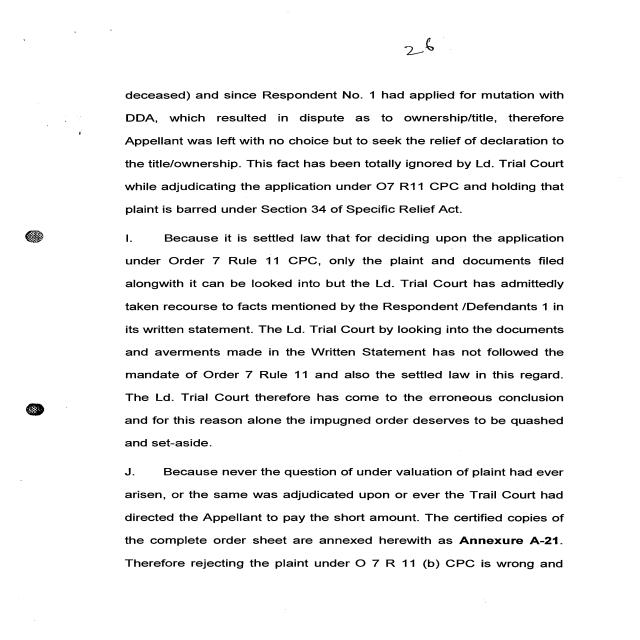 26
deceased) and since Respondent No. 1 had applied for mutation with
DDA, which resulted in dispute as to ownership/title, therefore
Appellant was left with no choice but to seek the relief of declaration to
the title/ownership. This fact has been totally ignored by Ld. Trial Court
while adjudicating the application under O7 R11 CPC and holding that
plaint is barred under Section 34 of Specific Relief Act.
I. Because it is settled law that for deciding upon the application
under Order 7 Rule 11 CPC, only the plaint and documents filed
alongwith it can be looked into but the Ld. Trial Court has admittedly
taken recourse to facts mentioned by the Respondent /Defendants 1 in
its written statement. The Ld. Trial Court by looking into the documents
and averments made in the Written Statement has not followed the
mandate of Order 7 Rule 11 and also the settled law in this regard.
The Ld. Trial Court therefore has come to the erroneous conclusion
and for this reason alone the impugned order deserves to be quashed
and set-aside.
J. Because never the question of under valuation of plaint had ever
arisen, or the same was adjudicated upon or ever the Trail Court had
directed the Appellant to pay the short amount. The certified copies of
the complete order sheet are annexed herewith as Annexure A-21.
Therefore rejecting the plaint under O 7 R 11 (b) CPC is wrong and